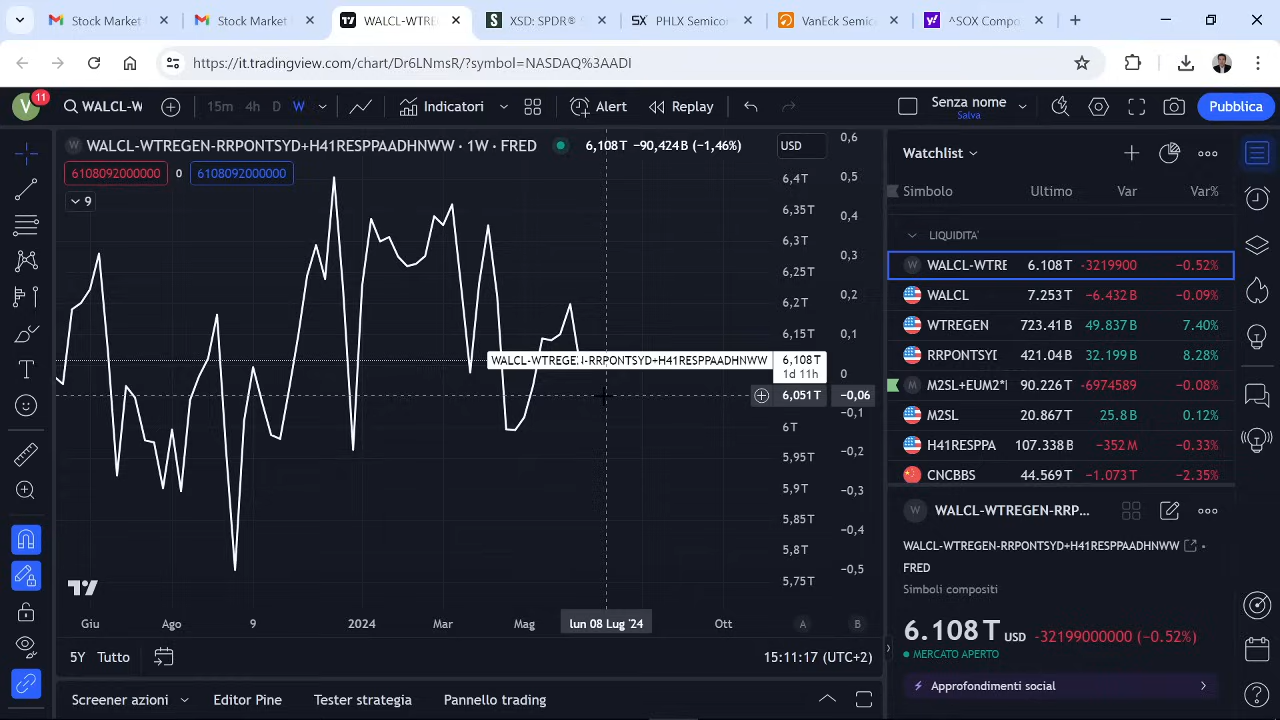 Stock Market
Stock Market
WALCL-WTRE
XSD: SPDR®
PHLX Semicor
VanEck Semic
^SOX Compo
https://it.tradingview.com/chart/Dr6LNmsR/?symbol=NASDAQ%3AADI
V
11
WALCL-W
15m 4h D W
Indicatori
Alert
Replay
Senza nome
Salva
Pubblica
WALCL-WTREGEN-RRPONTSYD+H41RESPPAADHNWW · 1W · FRED
6,108T −90,424B (−1,46%)
6108092000000
0
6108092000000
9
USD
6,4T
6,35T
6,3T
6,25T
6,2T
6,15T
6,108T
1d 11h
6,051T
6T
5,95T
5,9T
5,85T
5,8T
5,75T
0,6
0,5
0,4
0,3
0,2
0,1
0
−0,06
−0,1
−0,2
−0,3
−0,4
−0,5
WALCL-WTREGEN-RRPONTSYD+H41RESPPAADHNWW
Giu Ago 9 2024 Mar Mag lun 08 Lug '24 Ott
A B
5Y Tutto
15:11:17 (UTC+2)
Screener azioni Editor Pine Tester strategia Pannello trading
Watchlist
Simbolo Ultimo Var Var%
LIQUIDITA'
W WALCL-WTRE 6.108T -3219900 −0.52%
WALCL 7.253T −6.432B −0.09%
WTREGEN 723.41B 49.837B 7.40%
RRPONTSYD 421.04B 32.199B 8.28%
M M2SL+EUM2*I 90.226T -6974589 −0.08%
M2SL 20.867T 25.8B 0.12%
H41RESPPA 107.338B −352M −0.33%
CNCBBS 44.569T −1.073T −2.35%
W WALCL-WTREGEN-RRP...
WALCL-WTREGEN-RRPONTSYD+H41RESPPAADHNWW •
FRED
Simboli compositi
6.108T USD -32199000000 (−0.52%)
MERCATO APERTO
Approfondimenti social